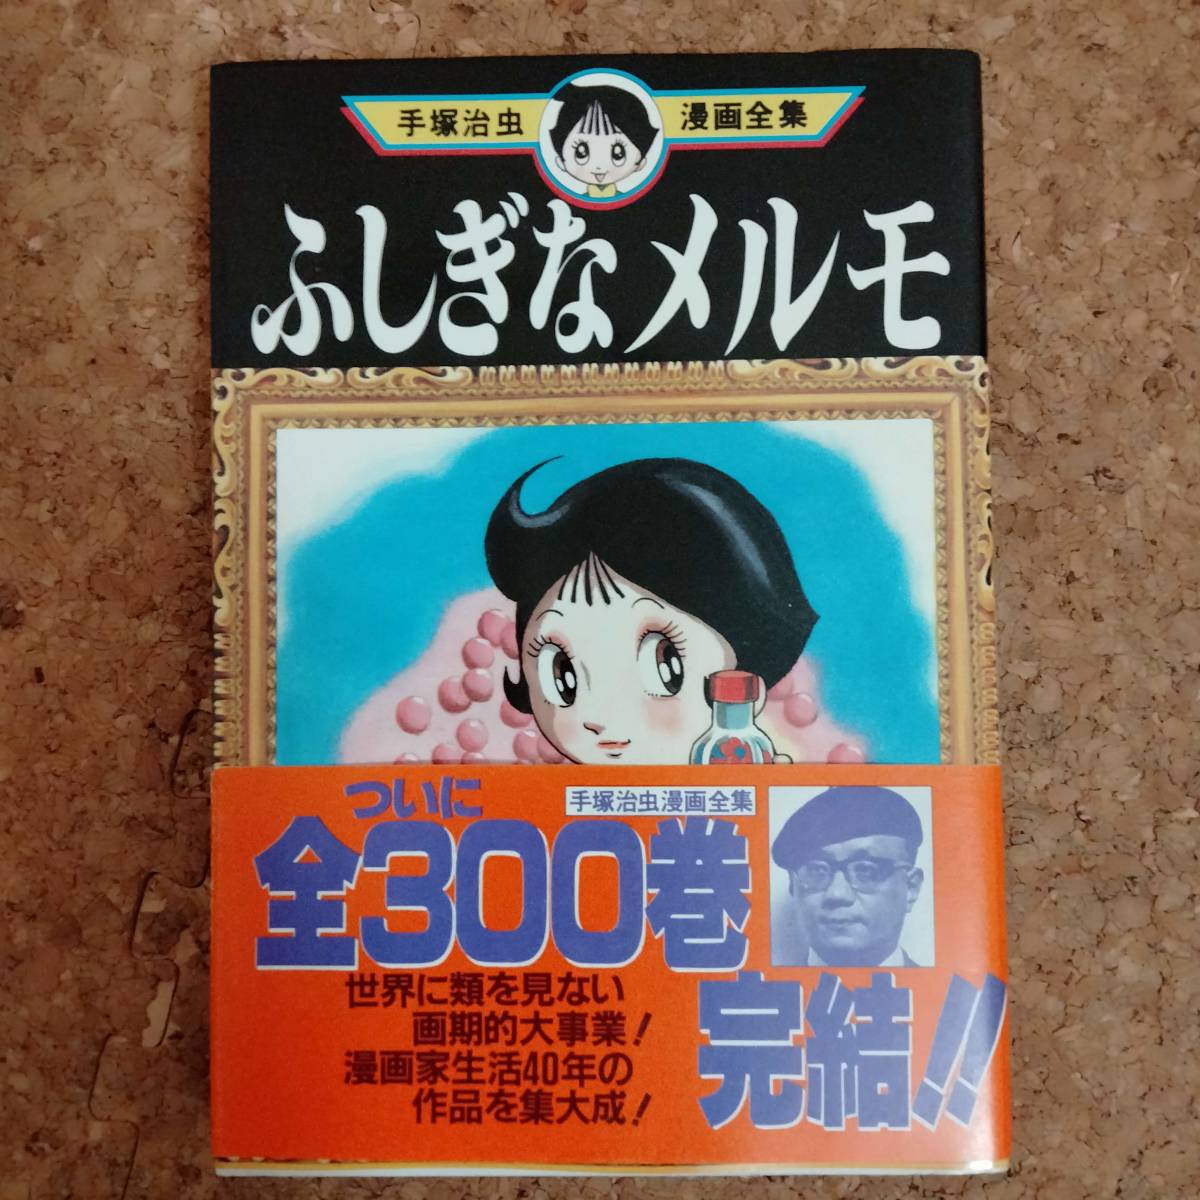 手塚治虫 漫画全集
ふしぎなメルモ
ついに
手塚治虫漫画全集
全300巻
完結!!
世界に類を見ない
画期的大事業!
漫画家生活40年の
作品を集大成!